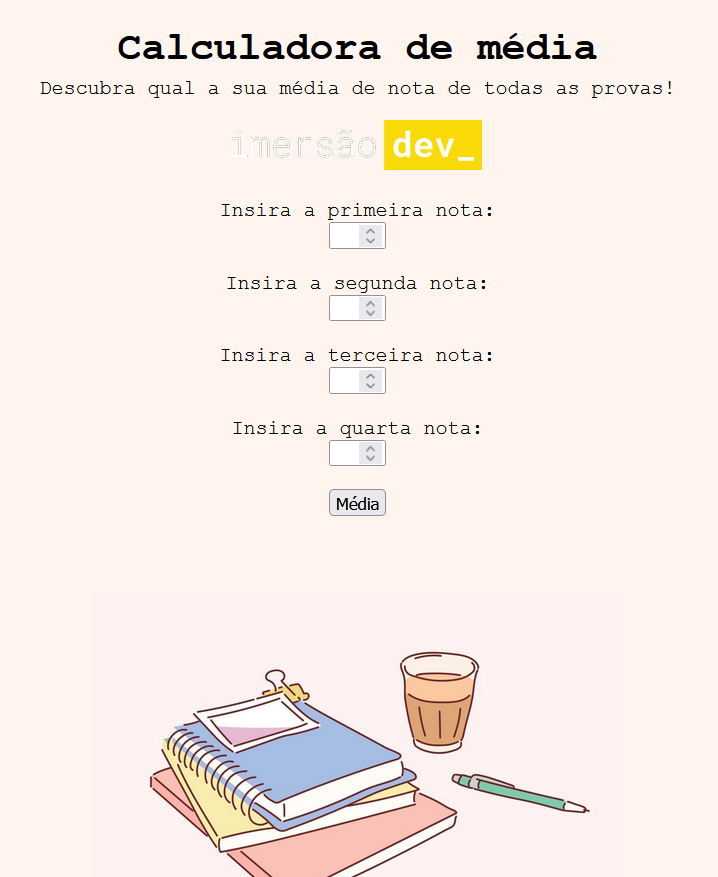 Calculadora de média
Descubra qual a sua média de nota de todas as provas!
imersão dev_
Insira a primeira nota:
Insira a segunda nota:
Insira a terceira nota:
Insira a quarta nota:
Média